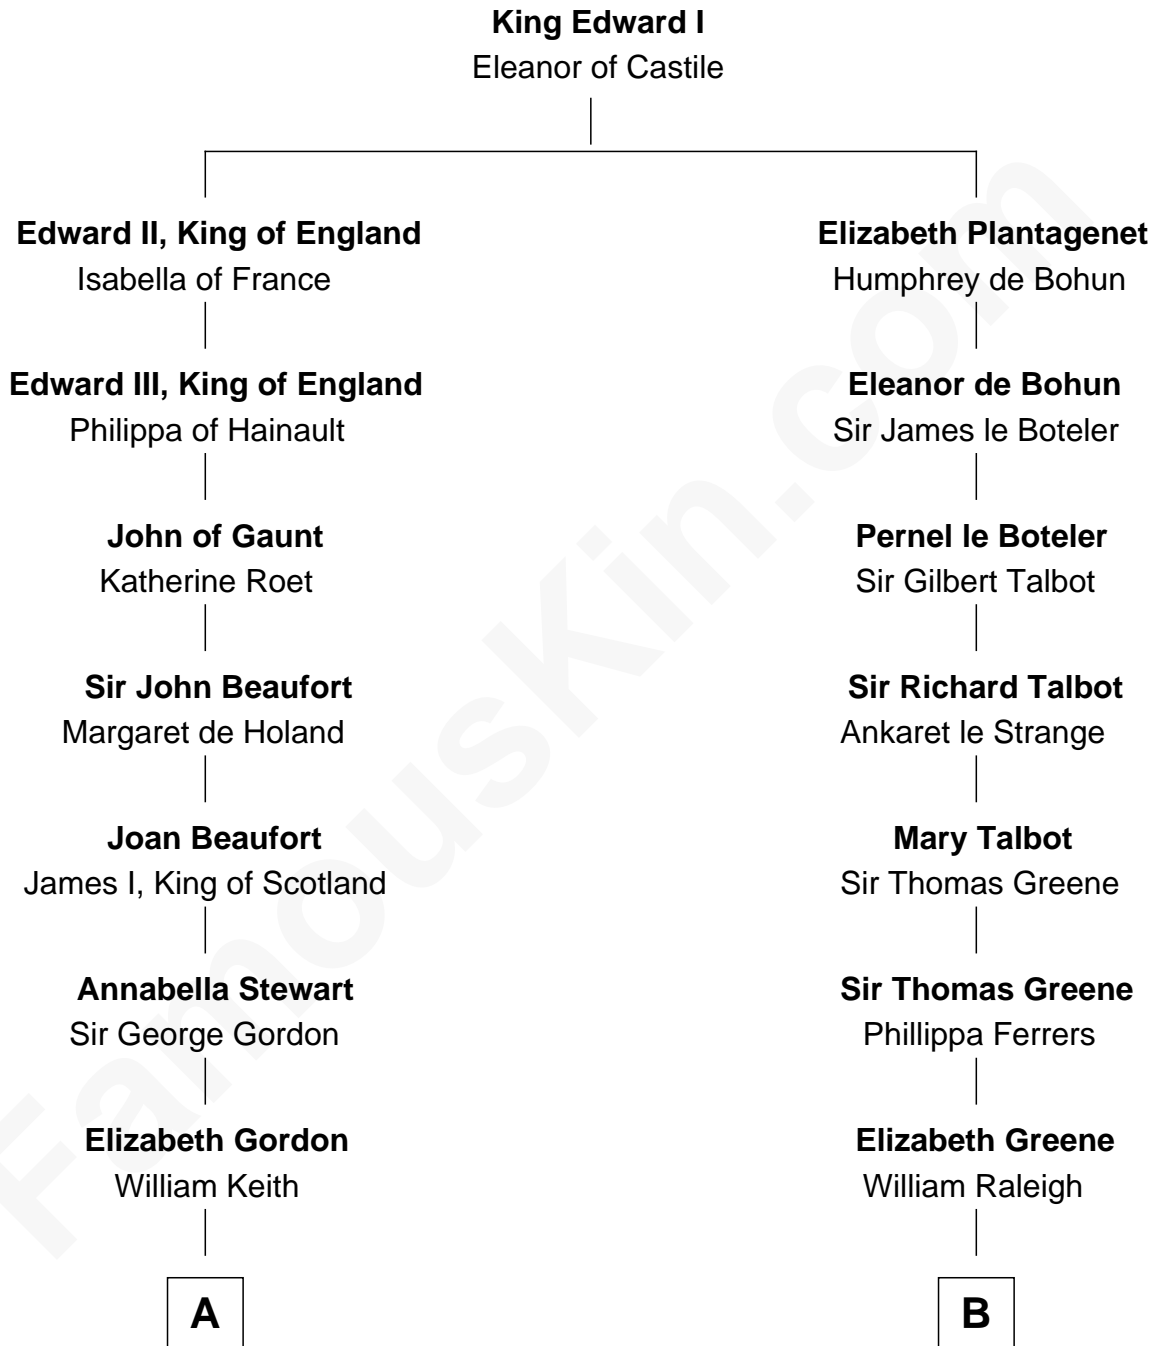 King Edward I
Eleanor of Castile
Edward II, King of England
Isabella of France
Elizabeth Plantagenet
Humphrey de Bohun
Edward III, King of England
Philippa of Hainault
Eleanor de Bohun
Sir James le Boteler
John of Gaunt
Katherine Roet
Pernel le Boteler
Sir Gilbert Talbot
Sir John Beaufort
Margaret de Holand
Sir Richard Talbot
Ankaret le Strange
Joan Beaufort
James I, King of Scotland
Mary Talbot
Sir Thomas Greene
Annabella Stewart
Sir George Gordon
Sir Thomas Greene
Phillippa Ferrers
Elizabeth Gordon
William Keith
Elizabeth Greene
William Raleigh
A
B
FamousKin.com